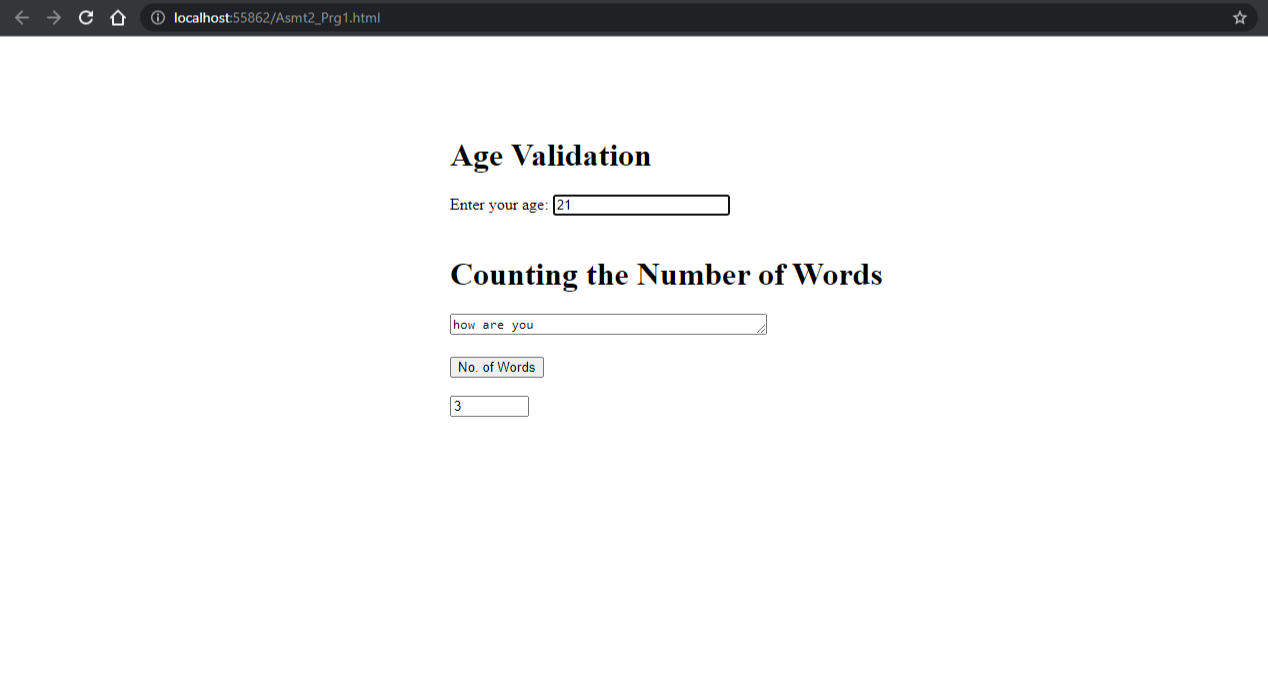 localhost:55862/Asmt2_Prg1.html
Age Validation
Enter your age: 21
Counting the Number of Words
how are you
No. of Words
3